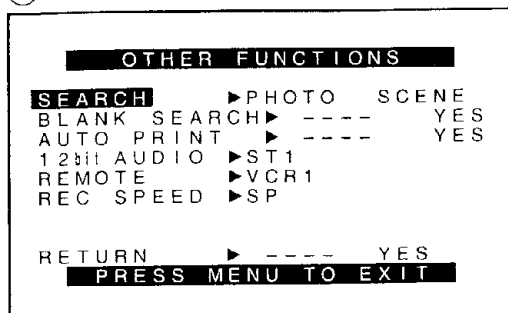 OTHER FUNCTIONS
SEARCH ▶PHOTO SCENE
BLANK SEARCH▶ ---- YES
AUTO PRINT ▶ ---- YES
12bit AUDIO ▶ST1
REMOTE ▶VCR1
REC SPEED ▶SP
RETURN ▶ ---- YES
PRESS MENU TO EXIT